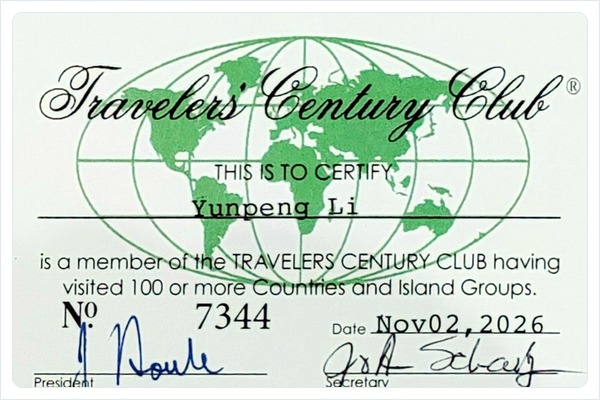 Travelers' Century Club®
THIS IS TO CERTIFY
Yunpeng Li
is a member of the TRAVELERS CENTURY CLUB having
visited 100 or more Countries and Island Groups.
No. 7344
Date Nov02,2026
President
Secretary